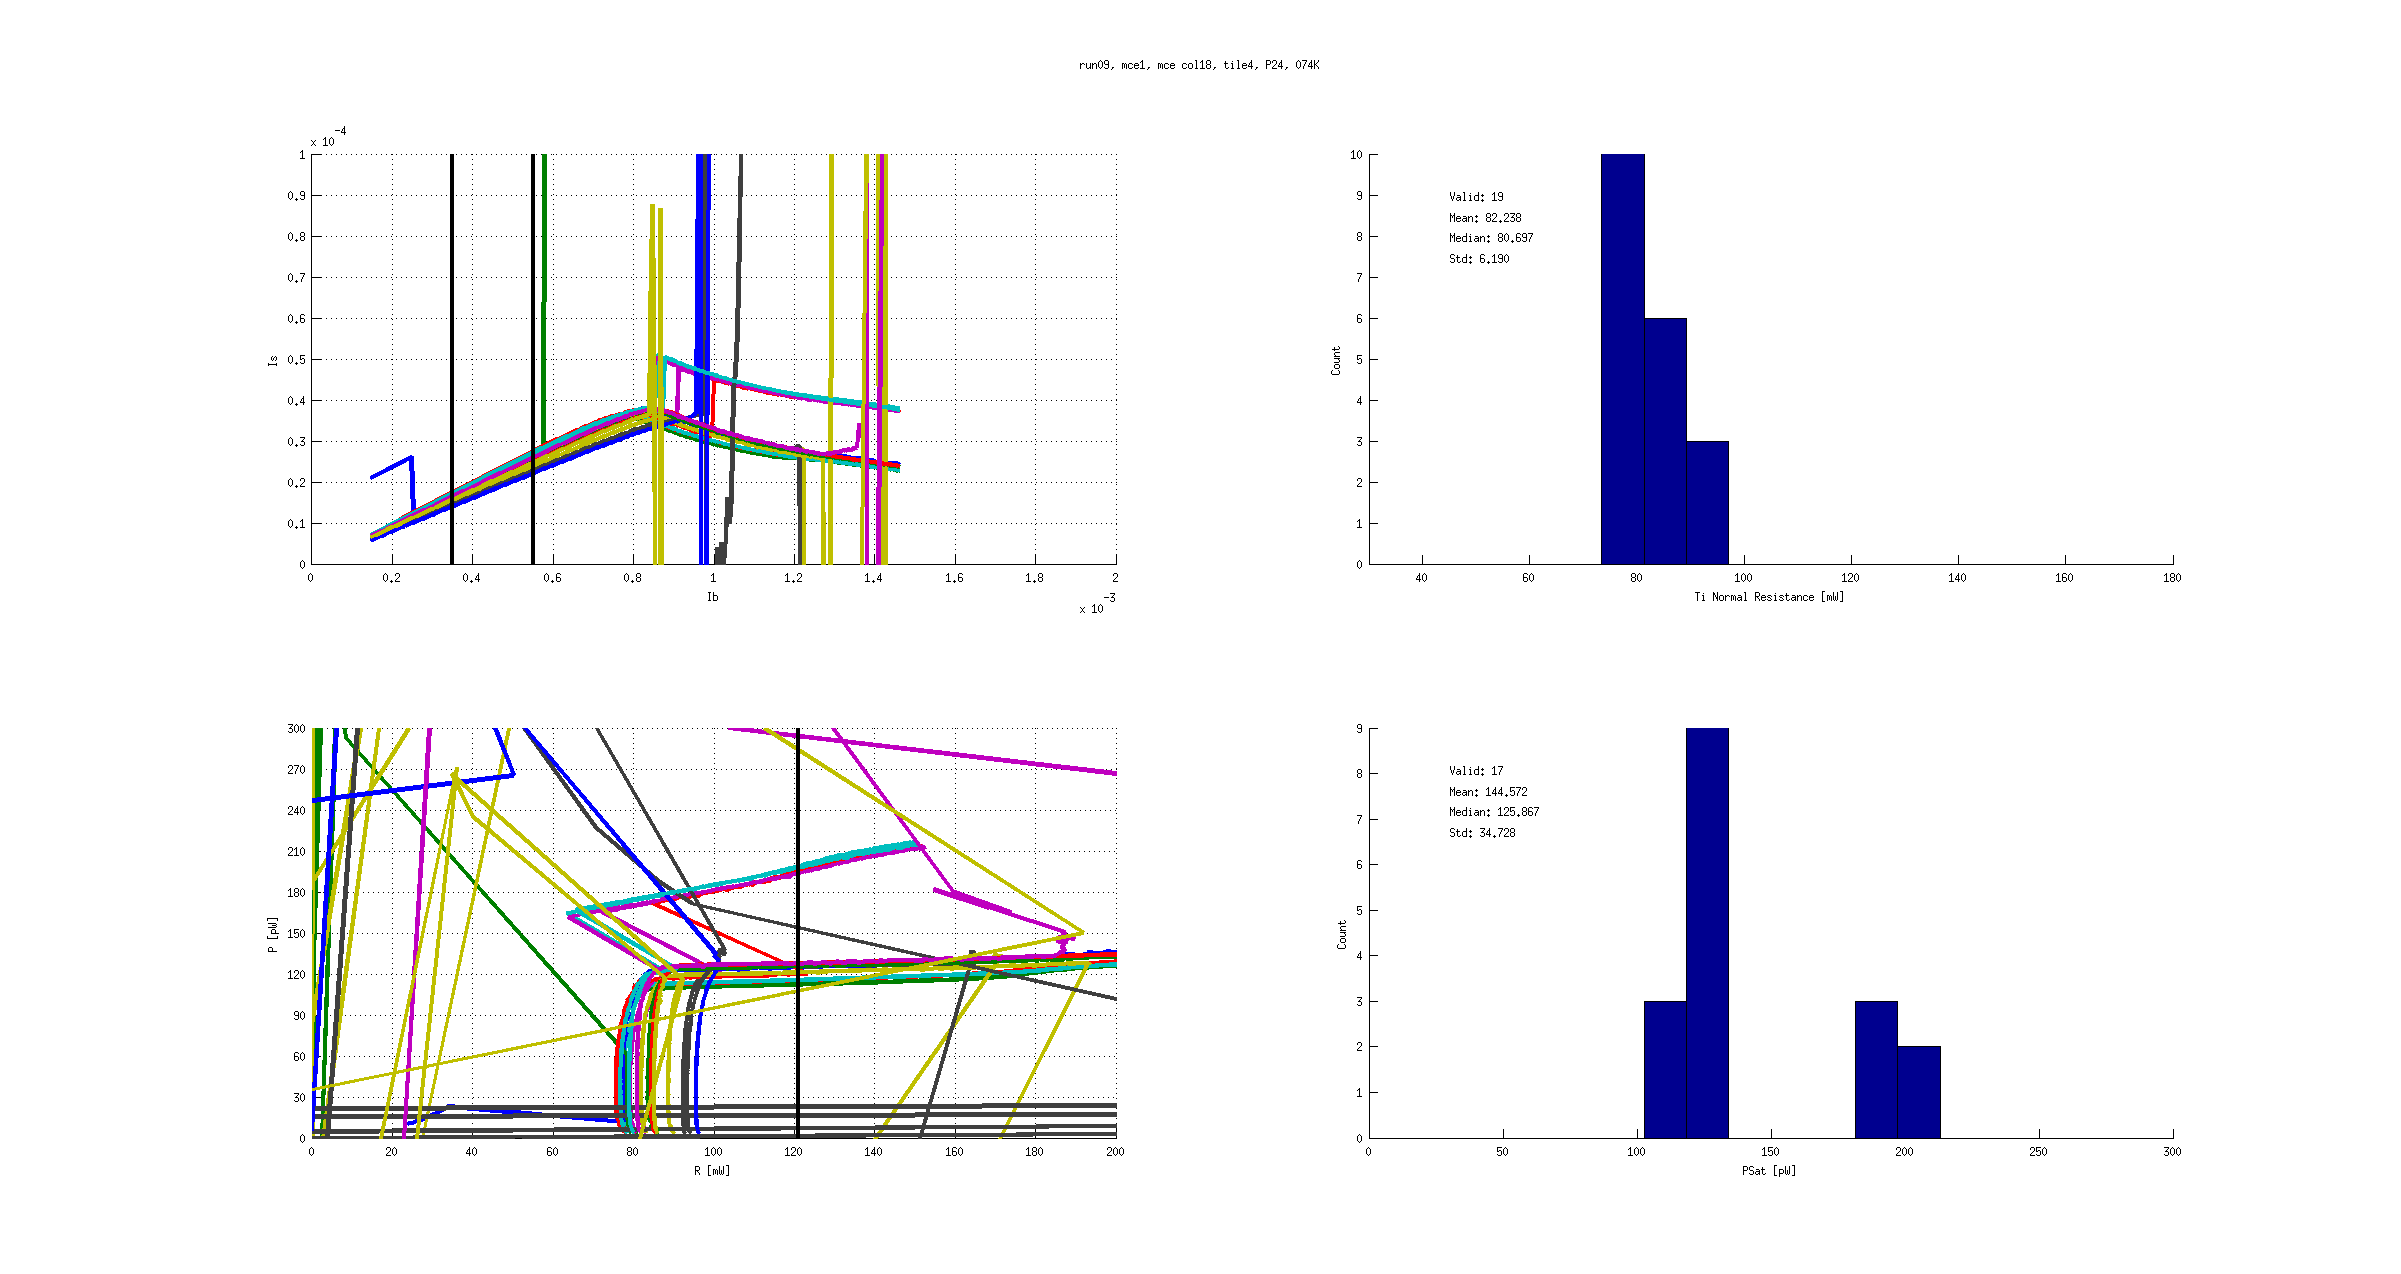 run09, mce1, mce col18, tile4, P24, 074K
x 10^-4
1
0.9
0.8
0.7
0.6
0.5
0.4
0.3
0.2
0.1
0
Is
0 0.2 0.4 0.6 0.8 1 1.2 1.4 1.6 1.8 2
Ib
x 10^-3
10
9
8
7
6
5
4
3
2
1
0
Count
Valid: 19
Mean: 82.238
Median: 80.697
Std: 6.190
40 60 80 100 120 140 160 180
Ti Normal Resistance [mW]
300
270
240
210
180
150
120
90
60
30
0
P [pW]
0 20 40 60 80 100 120 140 160 180 200
R [mW]
9
8
7
6
5
4
3
2
1
0
Count
Valid: 17
Mean: 144.572
Median: 125.867
Std: 34.728
0 50 100 150 200 250 300
PSat [pW]